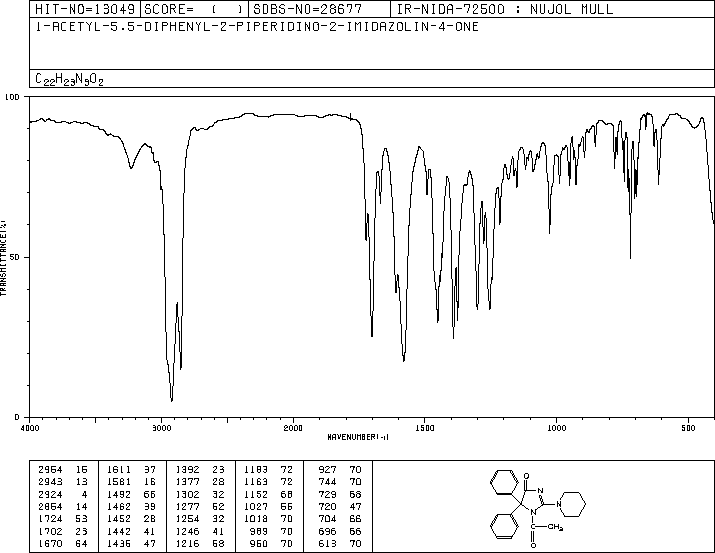 HIT-NO=13049 SCORE= ( ) SDBS-NO=28677 IR-NIDA-72500 : NUJOL MULL
1-ACETYL-5.5-DIPHENYL-2-PIPERIDINO-2-IMIDAZOLIN-4-ONE
C22H23N3O2
100
50
0
TRANSMITTANCE(%)
4000 3000 2000 1500 1000 500
WAVENUMBER(-1)
2964 16 1611 37 1392 23 1183 72 927 70
2943 13 1581 16 1377 28 1163 72 744 70
2924 4 1492 66 1302 32 1152 68 729 68
2864 14 1462 39 1277 52 1027 55 720 47
1724 53 1452 28 1254 32 1018 70 704 66
1702 23 1442 41 1246 41 989 70 696 66
1670 64 1436 47 1216 58 950 70 613 70
O
N
N
N
C
CH3
O